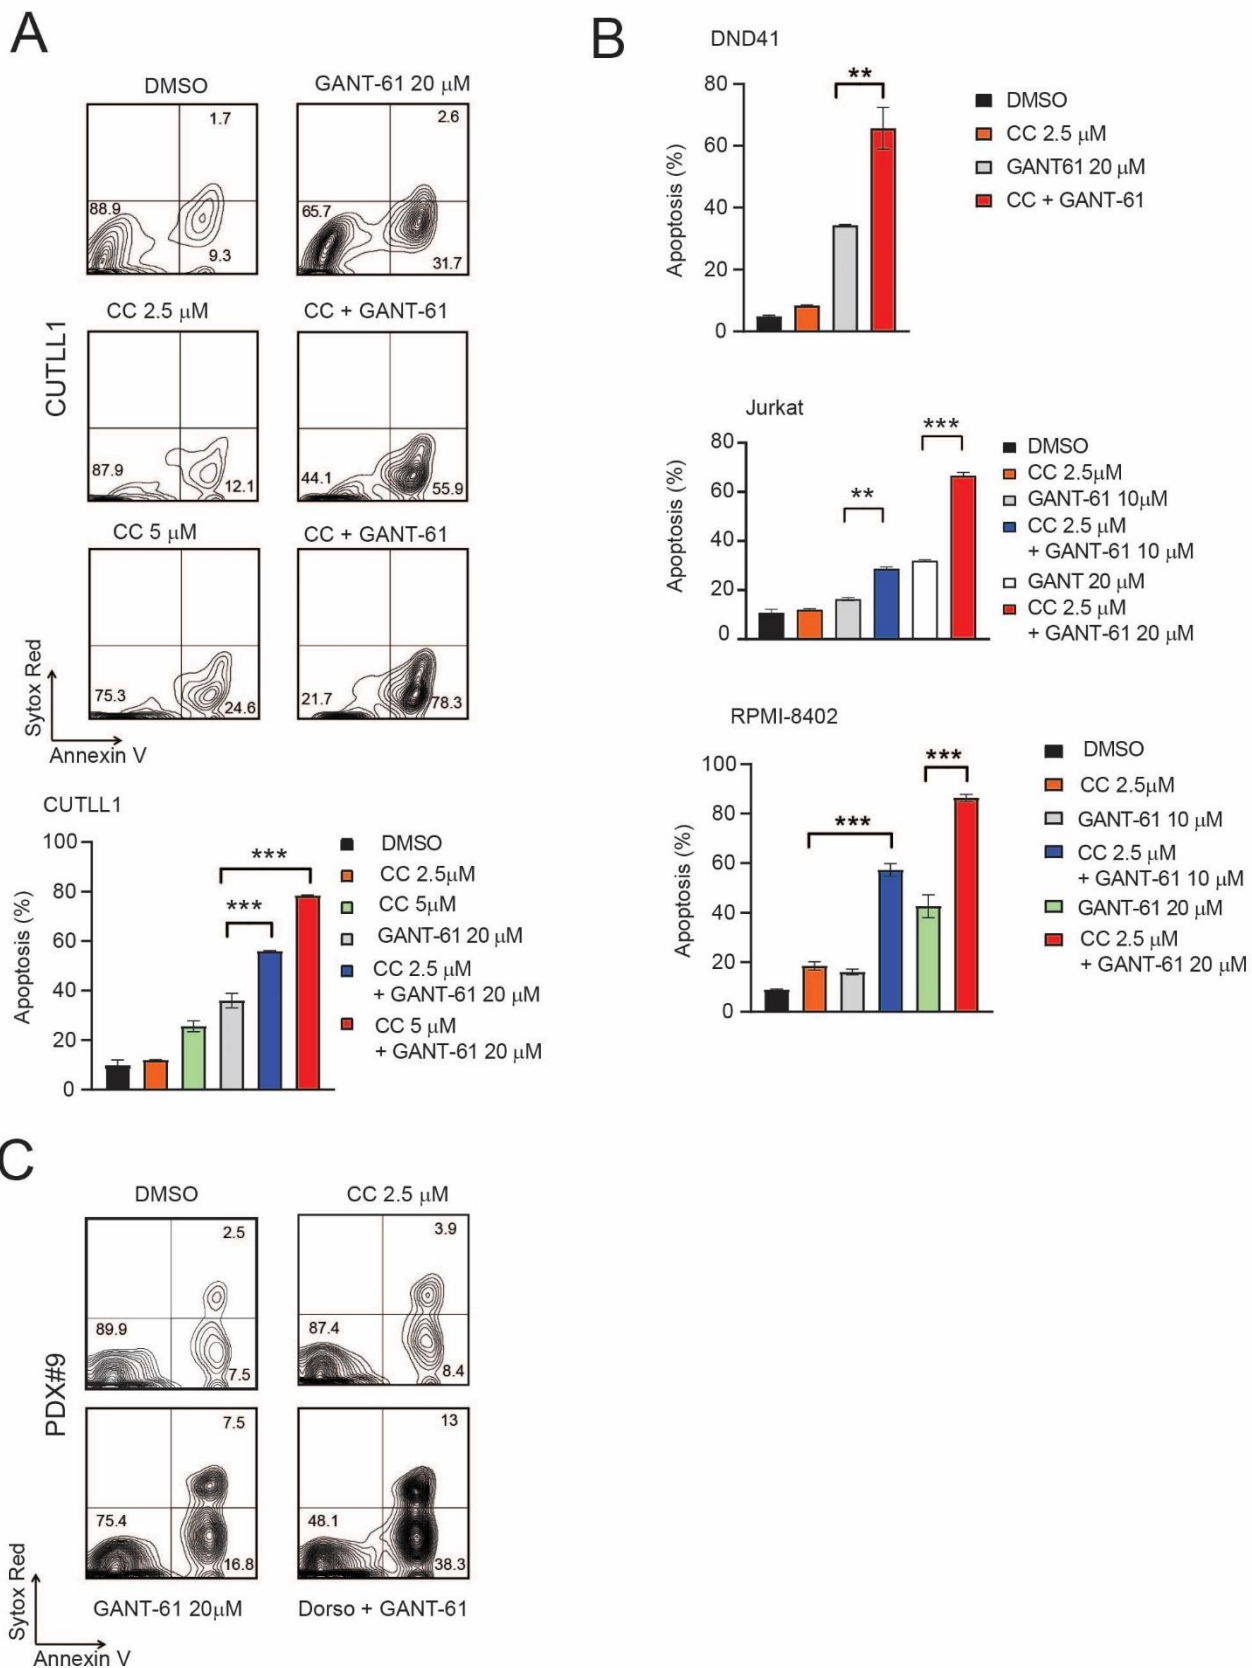 A
DMSO
GANT-61 20 μM
1.7
2.6
88.9
65.7
9.3
31.7
CUTLL1
CC 2.5 μM
CC + GANT-61
87.9
12.1
44.1
55.9
CC 5 μM
CC + GANT-61
75.3
24.6
21.7
78.3
Sytox Red
Annexin V
CUTLL1
Apoptosis (%)
100
80
60
40
20
0
***
***
DMSO
CC 2.5μM
CC 5μM
GANT-61 20 μM
CC 2.5 μM
+ GANT-61 20 μM
CC 5 μM
+ GANT-61 20 μM
B
DND41
Apoptosis (%)
80
60
40
20
0
**
DMSO
CC 2.5 μM
GANT61 20 μM
CC + GANT-61
Jurkat
Apoptosis (%)
80
60
40
20
0
**
***
DMSO
CC 2.5μM
GANT-61 10μM
CC 2.5 μM
+ GANT-61 10 μM
GANT 20 μM
CC 2.5 μM
+ GANT-61 20 μM
RPMI-8402
Apoptosis (%)
100
80
60
40
20
0
***
***
DMSO
CC 2.5μM
GANT-61 10 μM
CC 2.5 μM
+ GANT-61 10 μM
GANT-61 20 μM
CC 2.5 μM
+ GANT-61 20 μM
C
DMSO
CC 2.5 μM
2.5
3.9
89.9
87.4
7.5
8.4
PDX#9
7.5
13
75.4
48.1
16.8
38.3
GANT-61 20μM
Dorso + GANT-61
Sytox Red
Annexin V